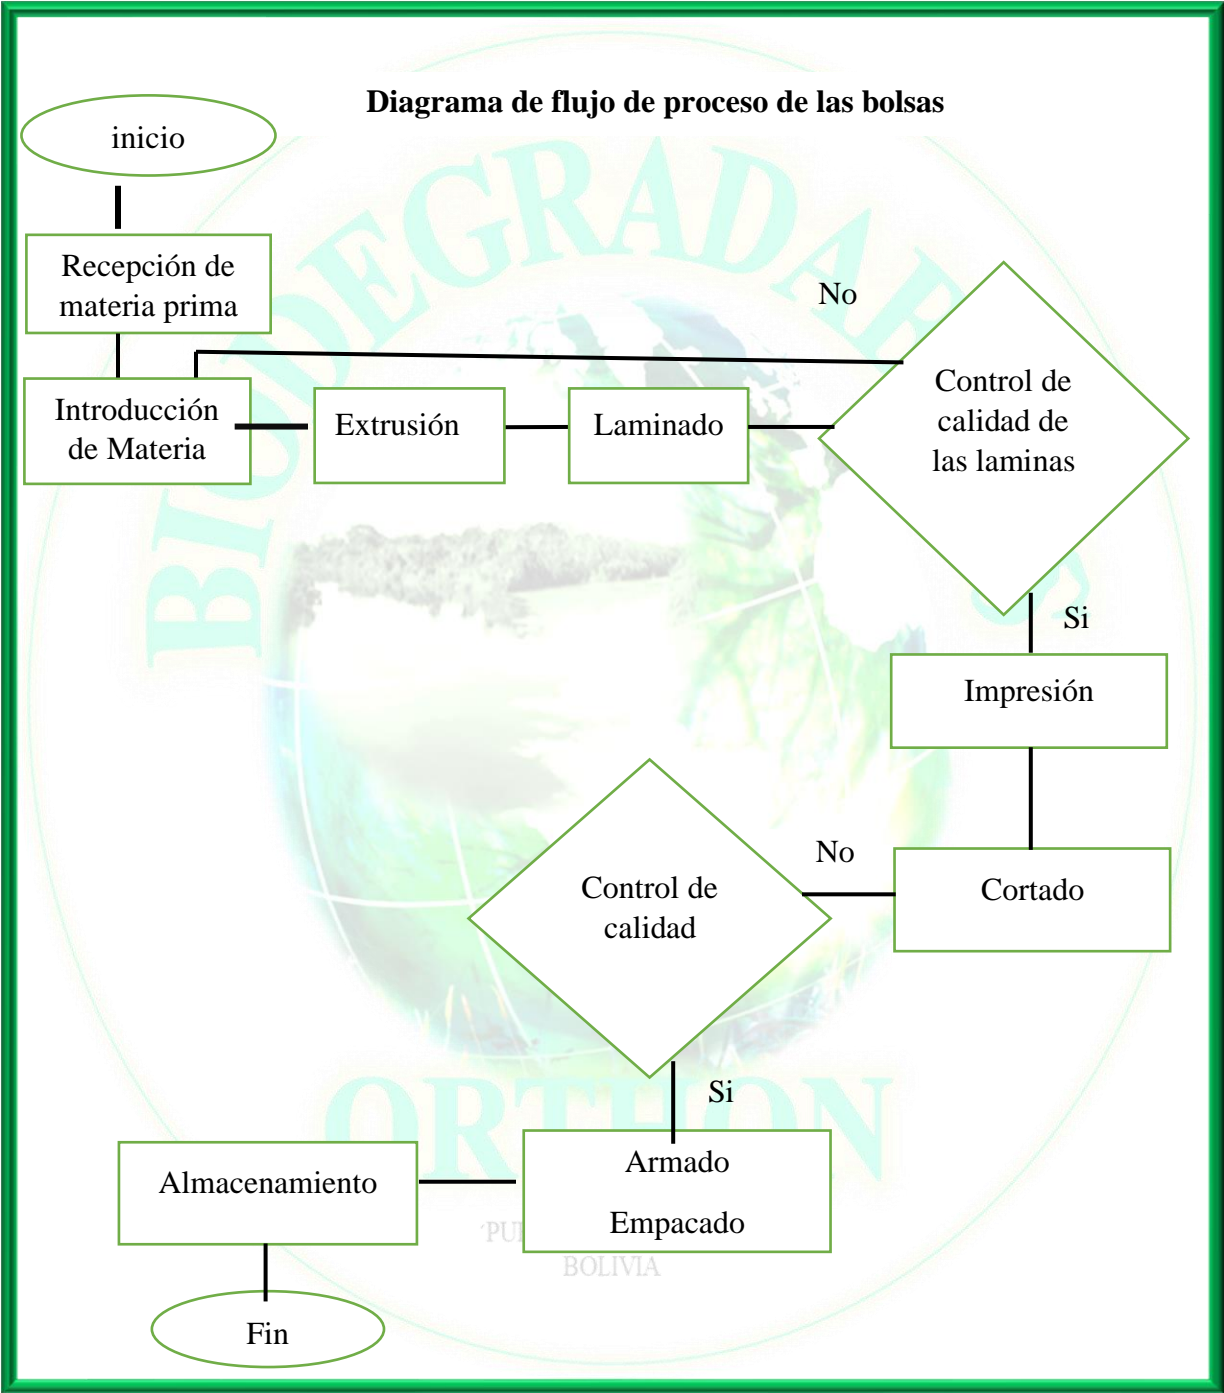 Diagrama de flujo de proceso de las bolsas
inicio
Recepción de
materia prima
No
Introducción
de Materia
Extrusión
Laminado
Control de
calidad de
las laminas
Si
Impresión
No
Cortado
Control de
calidad
Si
Armado
Empacado
Almacenamiento
Fin
ORTHON
BOLIVIA